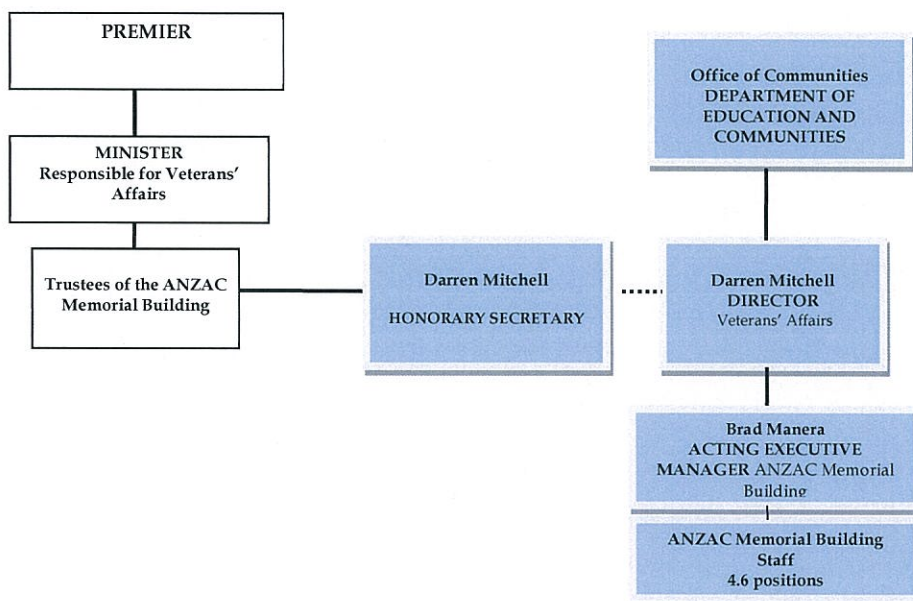 PREMIER
MINISTER
Responsible for Veterans'
Affairs
Trustees of the ANZAC
Memorial Building
Darren Mitchell
HONORARY SECRETARY
Office of Communities
DEPARTMENT OF
EDUCATION AND
COMMUNITIES
Darren Mitchell
DIRECTOR
Veterans' Affairs
Brad Manera
ACTING EXECUTIVE
MANAGER ANZAC Memorial
Building
ANZAC Memorial Building
Staff
4.6 positions